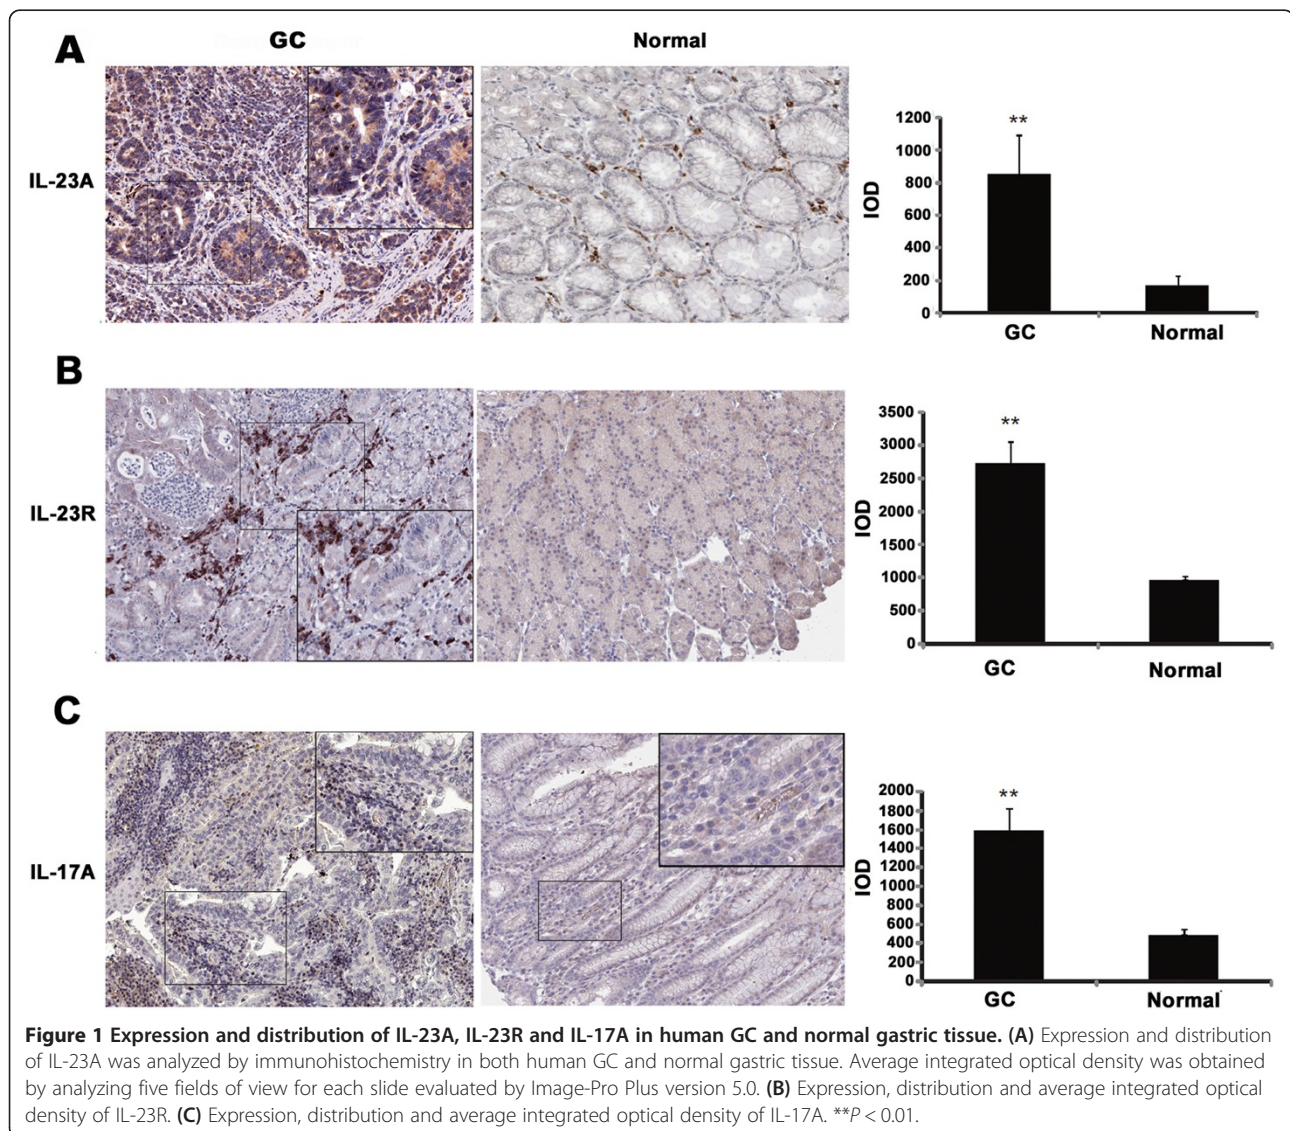 A
GC
Normal
IL-23A
IOD
1200
1000
800
600
400
200
0
**
GC
Normal
B
IL-23R
IOD
3500
3000
2500
2000
1500
1000
500
0
**
GC
Normal
C
IL-17A
IOD
2000
1800
1600
1400
1200
1000
800
600
400
200
0
**
GC
Normal
Figure 1 Expression and distribution of IL-23A, IL-23R and IL-17A in human GC and normal gastric tissue. (A) Expression and distribution
of IL-23A was analyzed by immunohistochemistry in both human GC and normal gastric tissue. Average integrated optical density was obtained
by analyzing five fields of view for each slide evaluated by Image-Pro Plus version 5.0. (B) Expression, distribution and average integrated optical
density of IL-23R. (C) Expression, distribution and average integrated optical density of IL-17A. **P < 0.01.